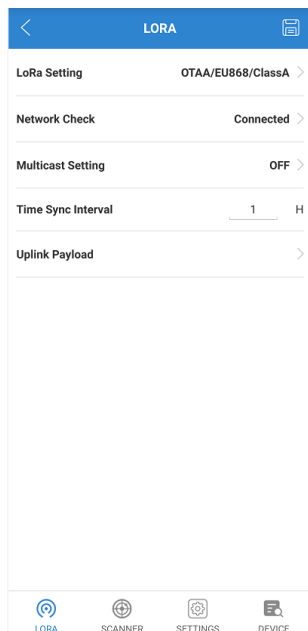 LORA
LoRa Setting OTAA/EU868/ClassA
Network Check Connected
Multicast Setting OFF
Time Sync Interval 1 H
Uplink Payload
LORA SCANNER SETTINGS DEVICE